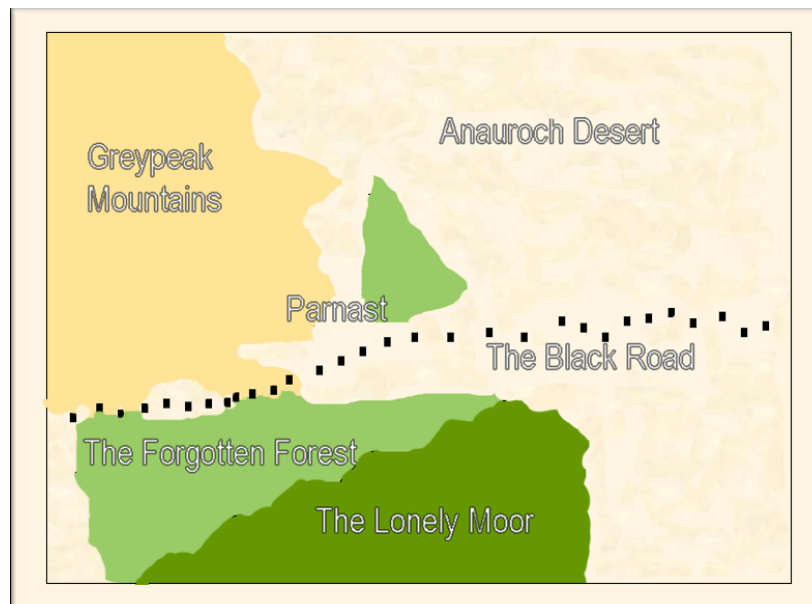 Anauroch Desert
Greypeak
Mountains
Parnast
The Black Road
The Forgotten Forest
The Lonely Moor